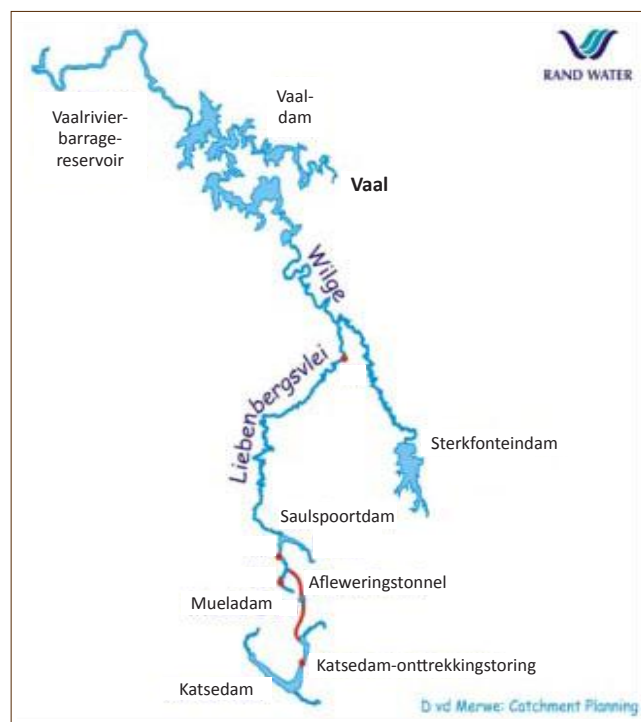 RAND WATER
Vaal-
dam
Vaalrivier-
barrage-
reservoir
Vaal
Wilge
Liebenbergsvlei
Sterkfonteindam
Saulspoortdam
Afleweringstonnel
Mueladam
Katsedam-onttrekkingstoring
Katsedam
D vd Merwe: Catchment Planning